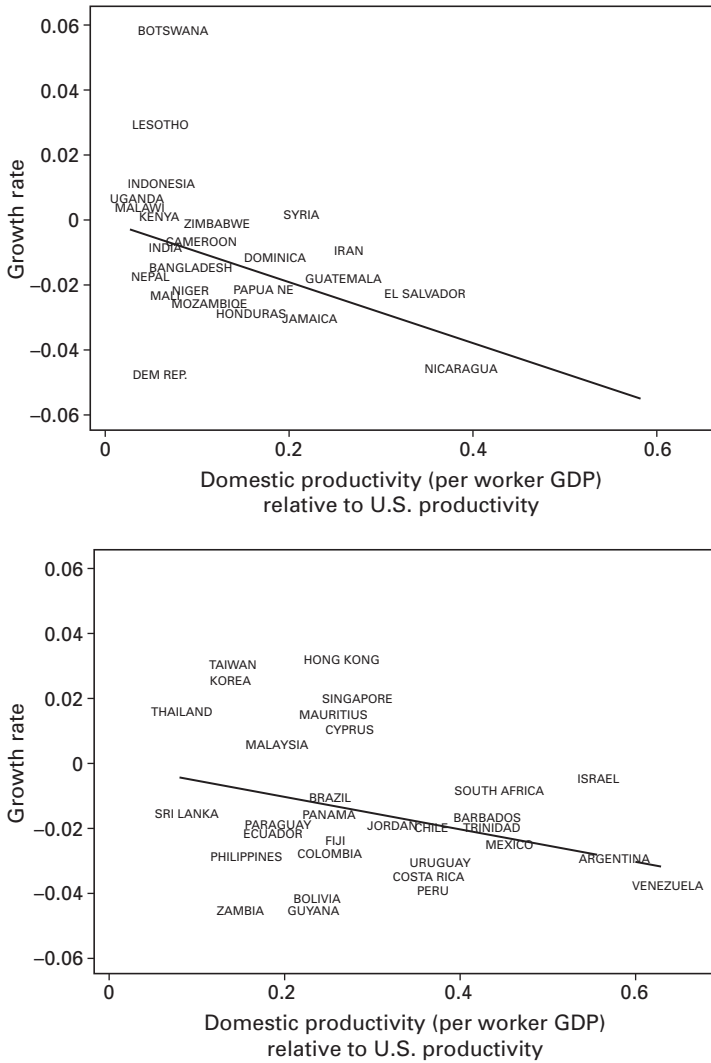 0.06
BOTSWANA
0.04
LESOTHO
0.02
INDONESIA
UGANDA
MALAWI
KENYA
ZIMBABWE
SYRIA
0
CAMEROON
INDIA
IRAN
DOMINICA
BANGLADESH
NEPAL
GUATEMALA
−0.02
NIGER
PAPUA NE
MALI
EL SALVADOR
MOZAMBIQE
HONDURAS
JAMAICA
−0.04
NICARAGUA
DEM REP.
−0.06
Growth rate
0 0.2 0.4 0.6
Domestic productivity (per worker GDP)
relative to U.S. productivity
0.06
0.04
TAIWAN
HONG KONG
KOREA
0.02
SINGAPORE
THAILAND
MAURITIUS
CYPRUS
MALAYSIA
0
ISRAEL
SOUTH AFRICA
BRAZIL
SRI LANKA
PANAMA
BARBADOS
−0.02
PARAGUAY
JORDAN
CHILE
TRINIDAD
ECUADOR
FIJI
MEXICO
PHILIPPINES
COLOMBIA
ARGENTINA
URUGUAY
COSTA RICA
VENEZUELA
PERU
−0.04
BOLIVIA
ZAMBIA
GUYANA
−0.06
Growth rate
0 0.2 0.4 0.6
Domestic productivity (per worker GDP)
relative to U.S. productivity